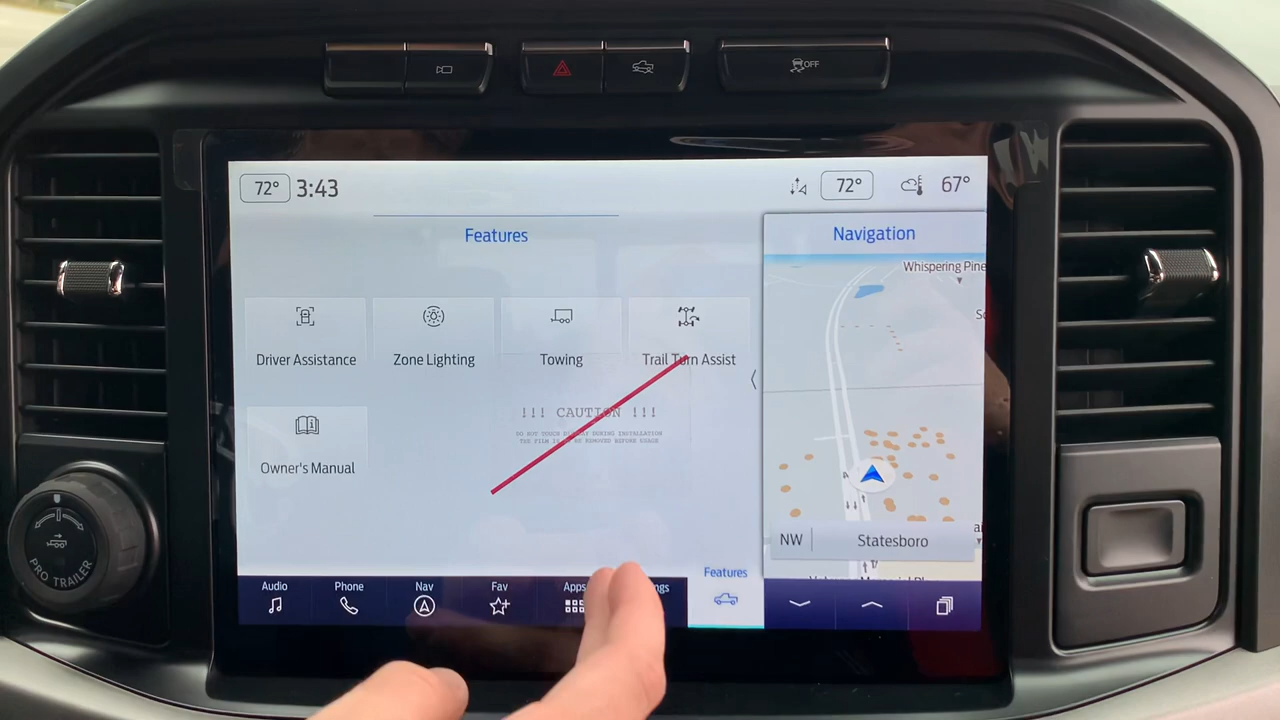 OFF
72° 3:43
72° 67°
Features
Navigation
Whispering Pine
Driver Assistance
Zone Lighting
Towing
Trail Turn Assist
!!! CAUTION !!!
Owner's Manual
NW
Statesboro
Audio
Phone
Nav
Fav
Apps
Features
PRO TRAILER